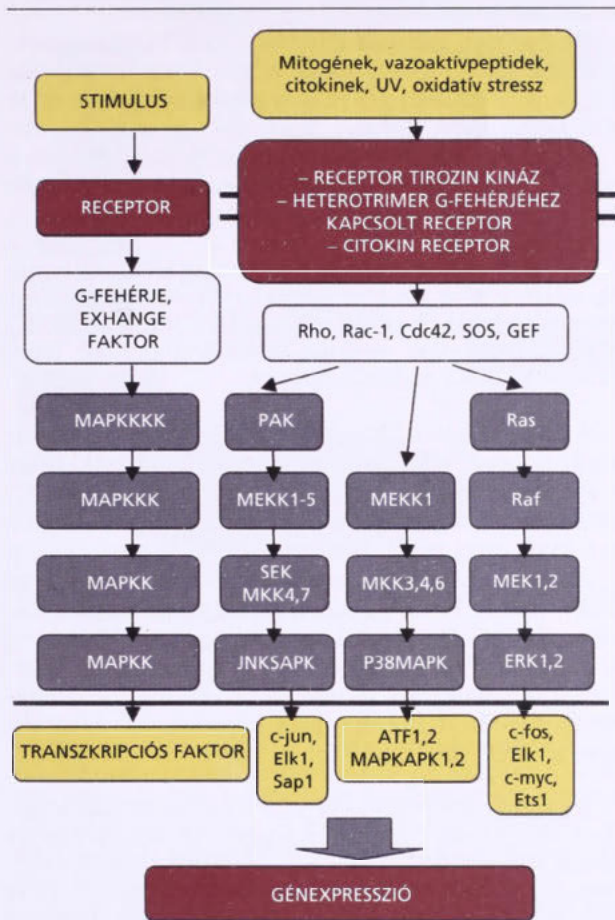 STIMULUS
Mitogének, vazoaktívpeptidek,
citokinek, UV, oxidatív stressz
RECEPTOR
– RECEPTOR TIROZIN KINÁZ
– HETEROTRIMER G-FEHÉRJÉHEZ
KAPCSOLT RECEPTOR
– CITOKIN RECEPTOR
G-FEHÉRJE,
EXHANGE
FAKTOR
Rho, Rac-1, Cdc42, SOS, GEF
MAPKKKK
PAK
Ras
MAPKKK
MEKK1-5
MEKK1
Raf
MAPKK
SEK
MKK4,7
MKK3,4,6
MEK1,2
MAPKK
JNKSAPK
P38MAPK
ERK1,2
TRANSZKRIPCIÓS FAKTOR
c-jun,
Elk1,
Sap1
ATF1,2
MAPKAPK1,2
c-fos,
Elk1,
c-myc,
Ets1
GÉNEXPRESSZIÓ